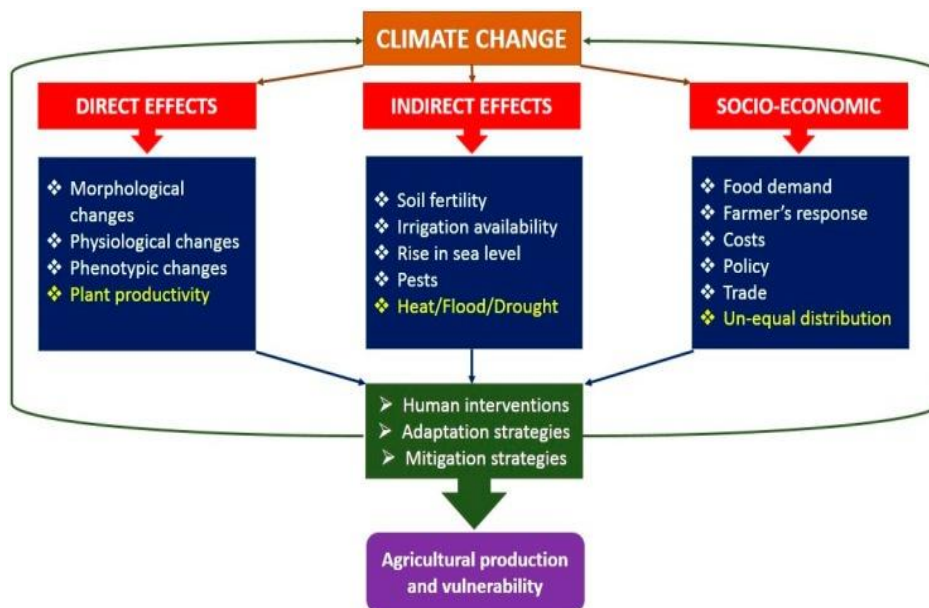 CLIMATE CHANGE
DIRECT EFFECTS
❖ Morphological
changes
❖ Physiological changes
❖ Phenotypic changes
❖ Plant productivity
INDIRECT EFFECTS
❖ Soil fertility
❖ Irrigation availability
❖ Rise in sea level
❖ Pests
❖ Heat/Flood/Drought
SOCIO-ECONOMIC
❖ Food demand
❖ Farmer’s response
❖ Costs
❖ Policy
❖ Trade
❖ Un-equal distribution
➢ Human interventions
➢ Adaptation strategies
➢ Mitigation strategies
Agricultural production
and vulnerability